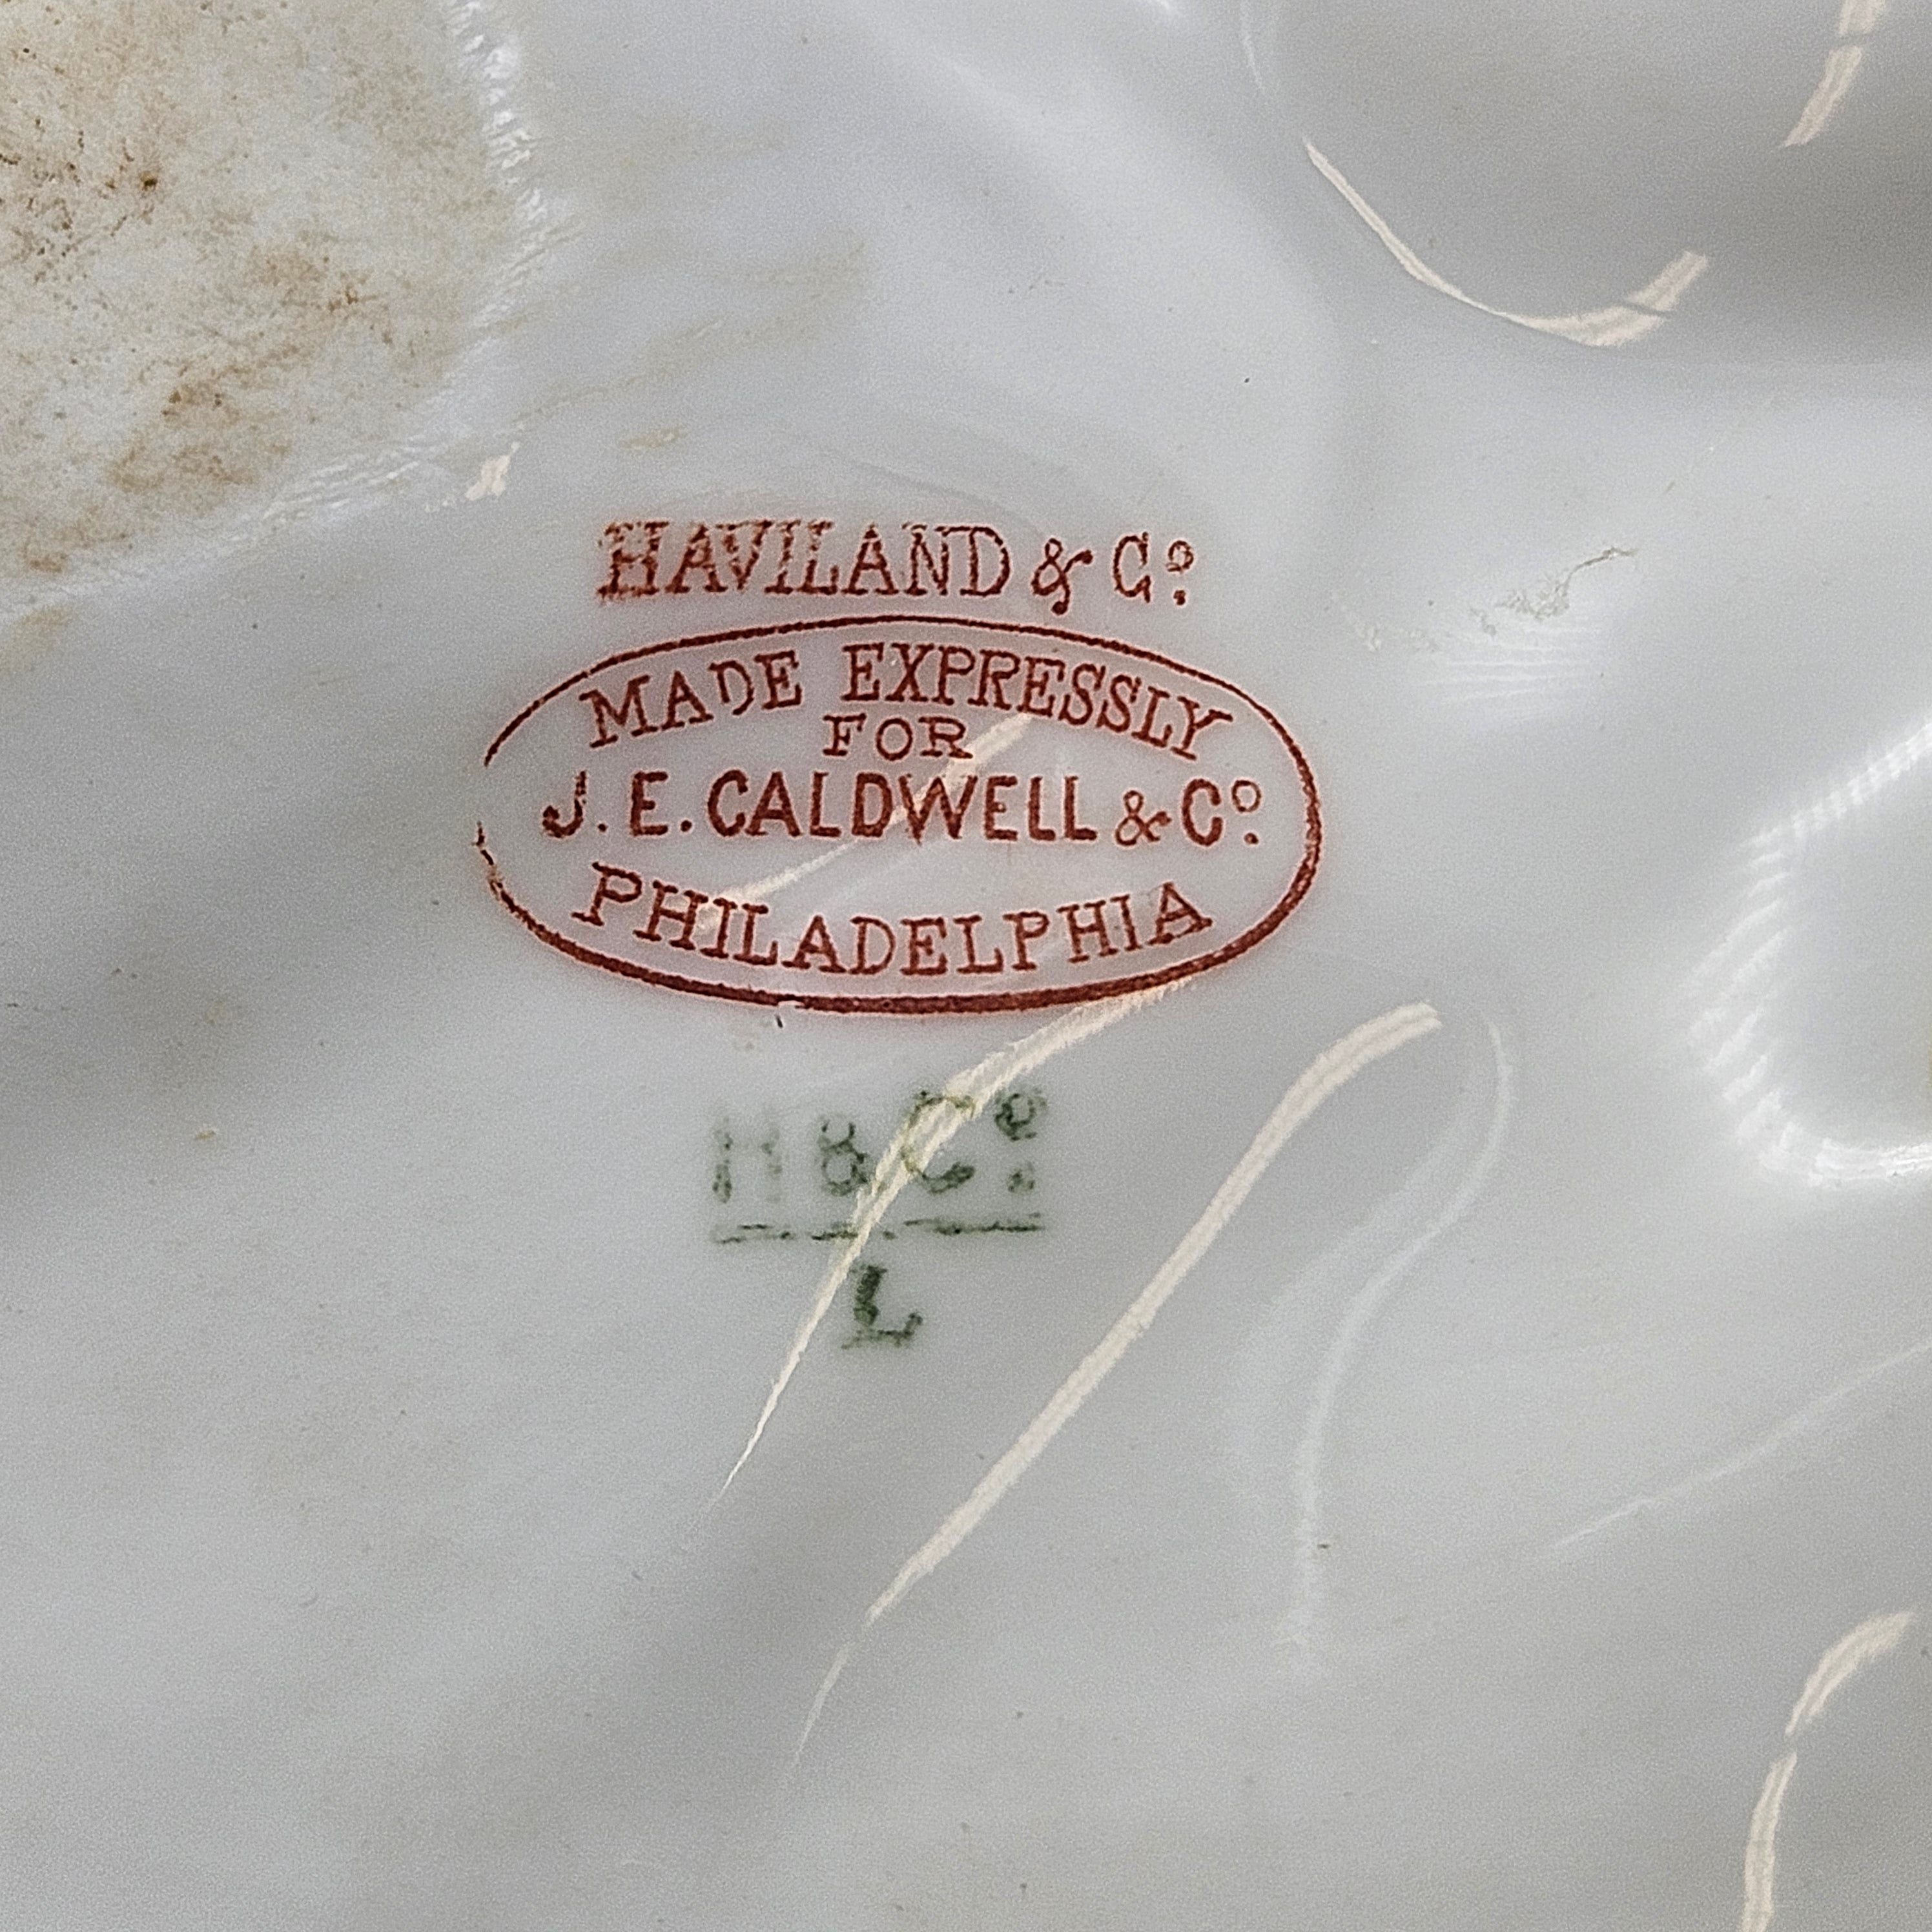 HAVILAND & Cº
MADE EXPRESSLY
FOR
J. E. CALDWELL & Cº
PHILADELPHIA
H & Cº
L